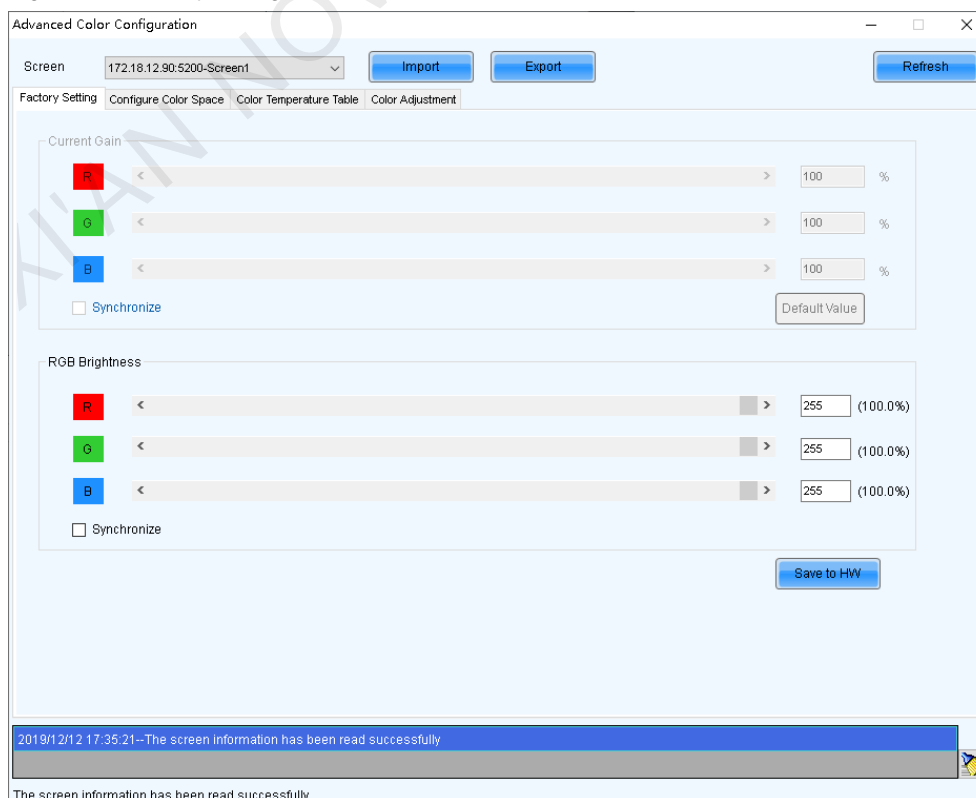 Advanced Color Configuration
Screen 172.18.12.90:5200-Screen1 Import Export Refresh
Factory Setting Configure Color Space Color Temperature Table Color Adjustment
Current Gain
R 100 %
G 100 %
B 100 %
Synchronize Default Value
RGB Brightness
R 255 (100.0%)
G 255 (100.0%)
B 255 (100.0%)
Synchronize
Save to HW
2019/12/12 17:35:21--The screen information has been read successfully
The screen information has been read successfully
XI'AN NOV